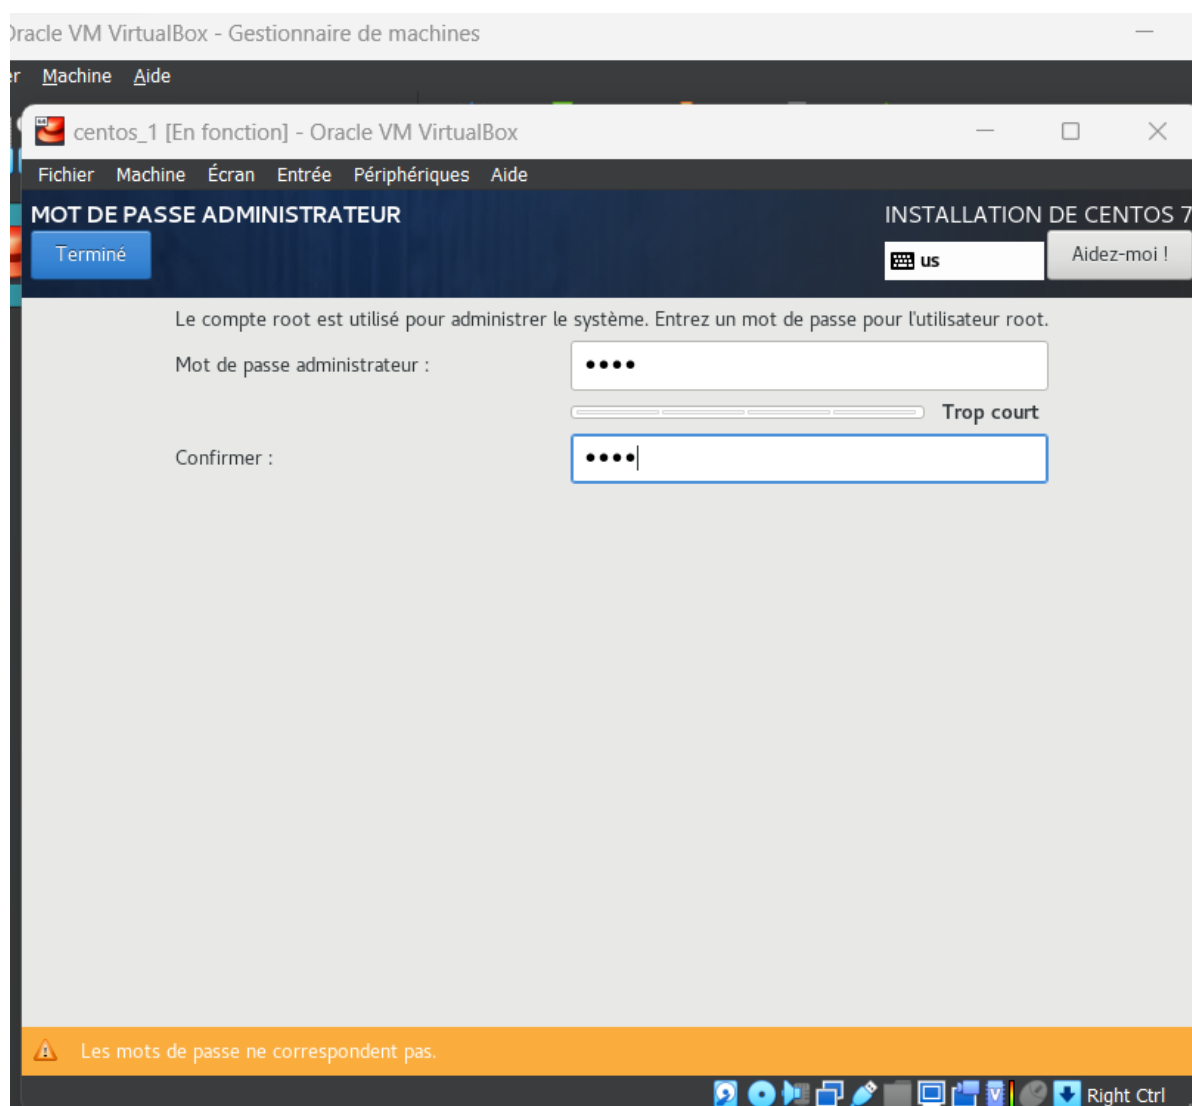 Oracle VM VirtualBox - Gestionnaire de machines
Machine Aide
centos_1 [En fonction] - Oracle VM VirtualBox
Fichier Machine Écran Entrée Périphériques Aide
MOT DE PASSE ADMINISTRATEUR
INSTALLATION DE CENTOS 7
Terminé
us
Aidez-moi !
Le compte root est utilisé pour administrer le système. Entrez un mot de passe pour l'utilisateur root.
Mot de passe administrateur :
••••
Trop court
Confirmer :
••••
Les mots de passe ne correspondent pas.
Right Ctrl